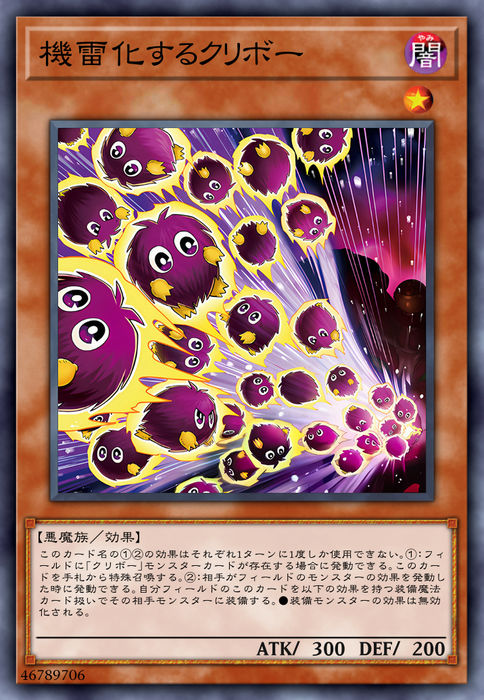 機雷化するクリボー
やみ
闇
【悪魔族／効果】
このカード名の①②の効果はそれぞれ1ターンに1度しか使用できない。①：フィ
ールドに「クリボー」モンスターカードが存在する場合に発動できる。このカー
ドを手札から特殊召喚する。②：相手がフィールドのモンスターの効果を発動し
た時に発動できる。自分フィールドのこのカードを以下の効果を持つ装備魔法
カード扱いでその相手モンスターに装備する。●装備モンスターの効果は無効
化される。
ATK/ 300 DEF/ 200
46789706